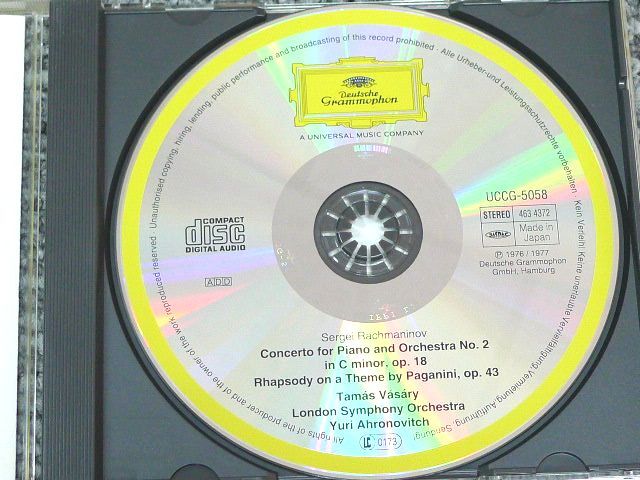 Unauthorised copying, hiring, lending, public performance and broadcasting of this record prohibited · Alle Urheber-und Leistungsschutzrechte vorbehalten · Kein Verleih! Keine unerlaubte Vervielfältigung, Vermietung, Aufführung, Sendung!
Deutsche
Grammophon
A UNIVERSAL MUSIC COMPANY
UCCG-5058
STEREO
463 4372
Made in
Japan
COMPACT
disc
DIGITAL AUDIO
℗ 1976 / 1977
Deutsche Grammophon
GmbH, Hamburg
ADD
Sergei Rachmaninov
Concerto for Piano and Orchestra No. 2
in C minor, op. 18
Rhapsody on a Theme by Paganini, op. 43
Tamás Vásáry
London Symphony Orchestra
Yuri Ahronovitch
LC 0173
All rights of the producer and of the owner of the work reproduced reserved ·